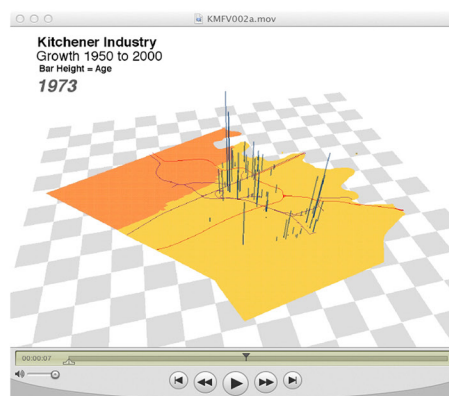 KMFV002a.mov
Kitchener Industry
Growth 1950 to 2000
Bar Height = Age
1973
00:00:07